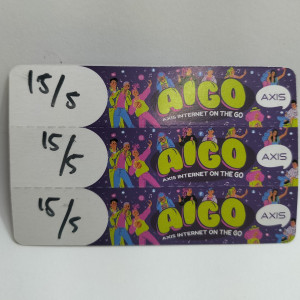 15/5
AIGO
AXIS
AXIS INTERNET ON THE GO
15/5
AIGO
AXIS
AXIS INTERNET ON THE GO
15/5
AIGO
AXIS
AXIS INTERNET ON THE GO